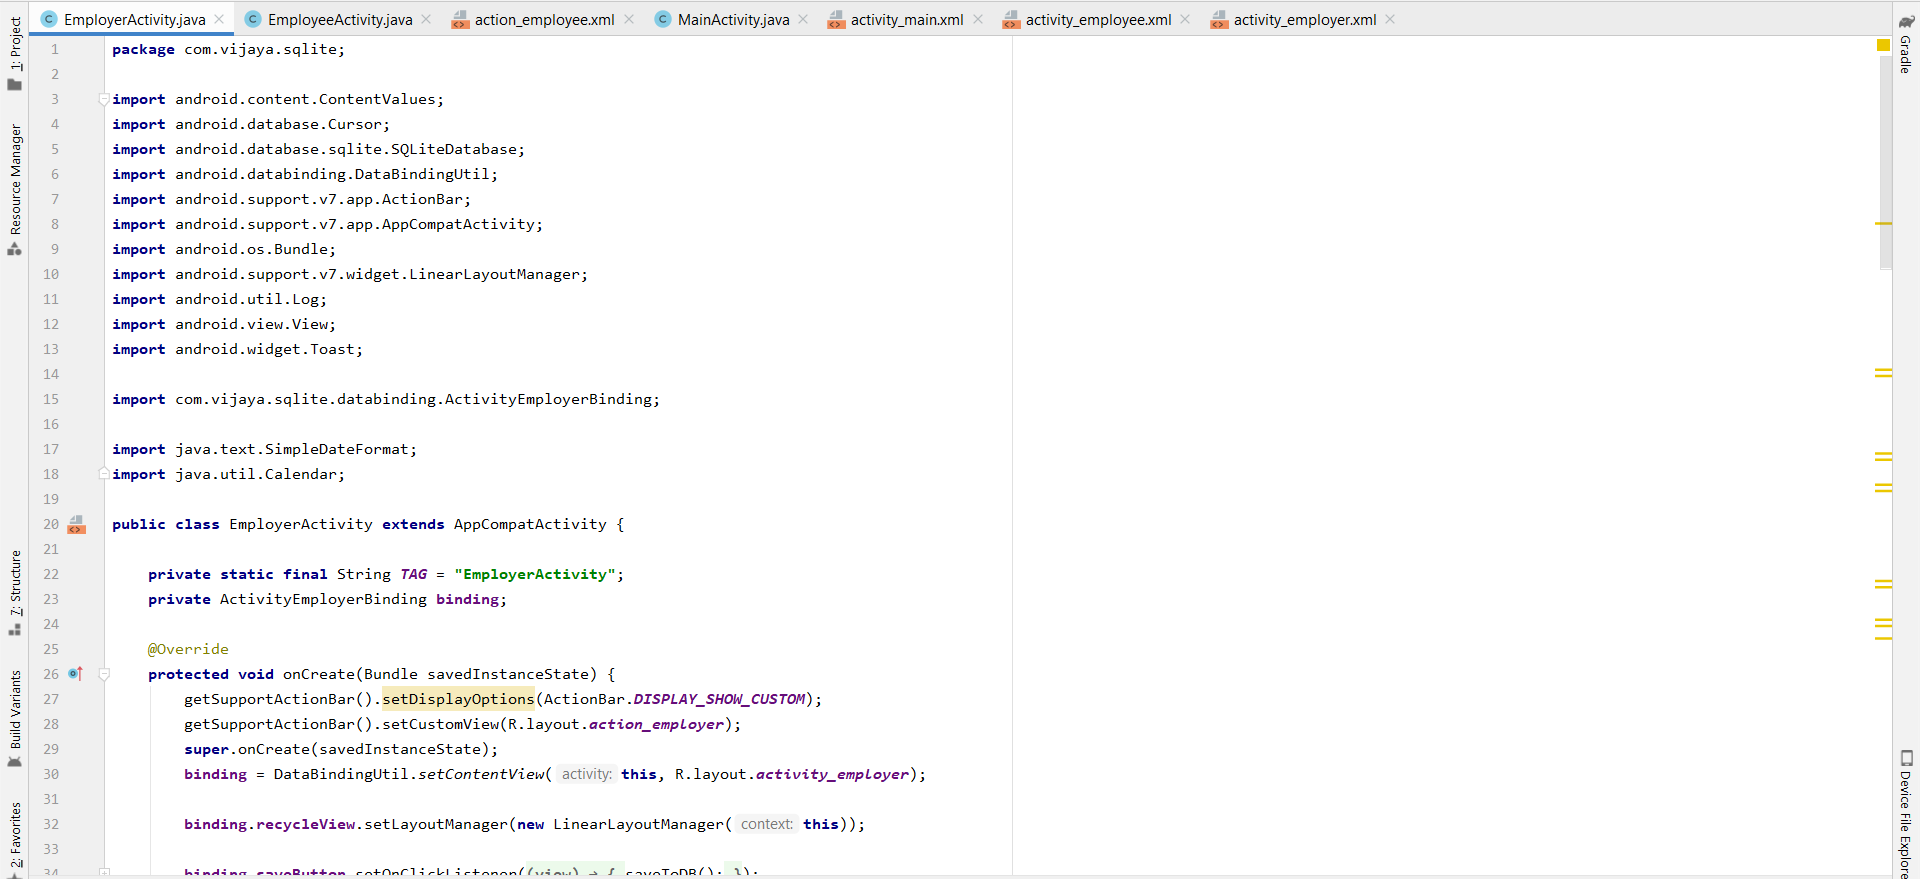 EmployerActivity.java
EmployeeActivity.java
action_employee.xml
MainActivity.java
activity_main.xml
activity_employee.xml
activity_employer.xml
1: Project
Resource Manager
7: Structure
Build Variants
2: Favorites
1 package com.vijaya.sqlite;
2
3 import android.content.ContentValues;
4 import android.database.Cursor;
5 import android.database.sqlite.SQLiteDatabase;
6 import android.databinding.DataBindingUtil;
7 import android.support.v7.app.ActionBar;
8 import android.support.v7.app.AppCompatActivity;
9 import android.os.Bundle;
10 import android.support.v7.widget.LinearLayoutManager;
11 import android.util.Log;
12 import android.view.View;
13 import android.widget.Toast;
14
15 import com.vijaya.sqlite.databinding.ActivityEmployerBinding;
16
17 import java.text.SimpleDateFormat;
18 import java.util.Calendar;
19
20 public class EmployerActivity extends AppCompatActivity {
21
22 private static final String TAG = "EmployerActivity";
23 private ActivityEmployerBinding binding;
24
25 @Override
26 protected void onCreate(Bundle savedInstanceState) {
27 getSupportActionBar().setDisplayOptions(ActionBar.DISPLAY_SHOW_CUSTOM);
28 getSupportActionBar().setCustomView(R.layout.action_employer);
29 super.onCreate(savedInstanceState);
30 binding = DataBindingUtil.setContentView( activity: this, R.layout.activity_employer);
31
32 binding.recycleView.setLayoutManager(new LinearLayoutManager( context: this));
33
34 binding.saveButton.setOnClickListener((view) → { saveToDB(); });
Gradle
Device File Explore